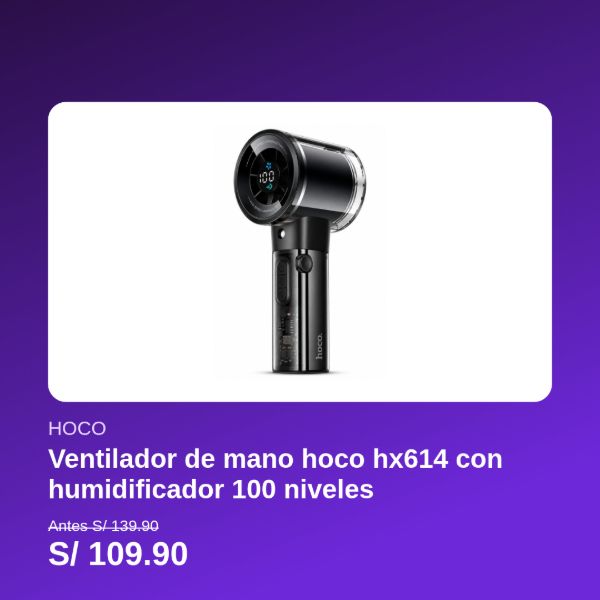 100
hoco.
HOCO
Ventilador de mano hoco hx614 con
humidificador 100 niveles
Antes S/ 139.90
S/ 109.90